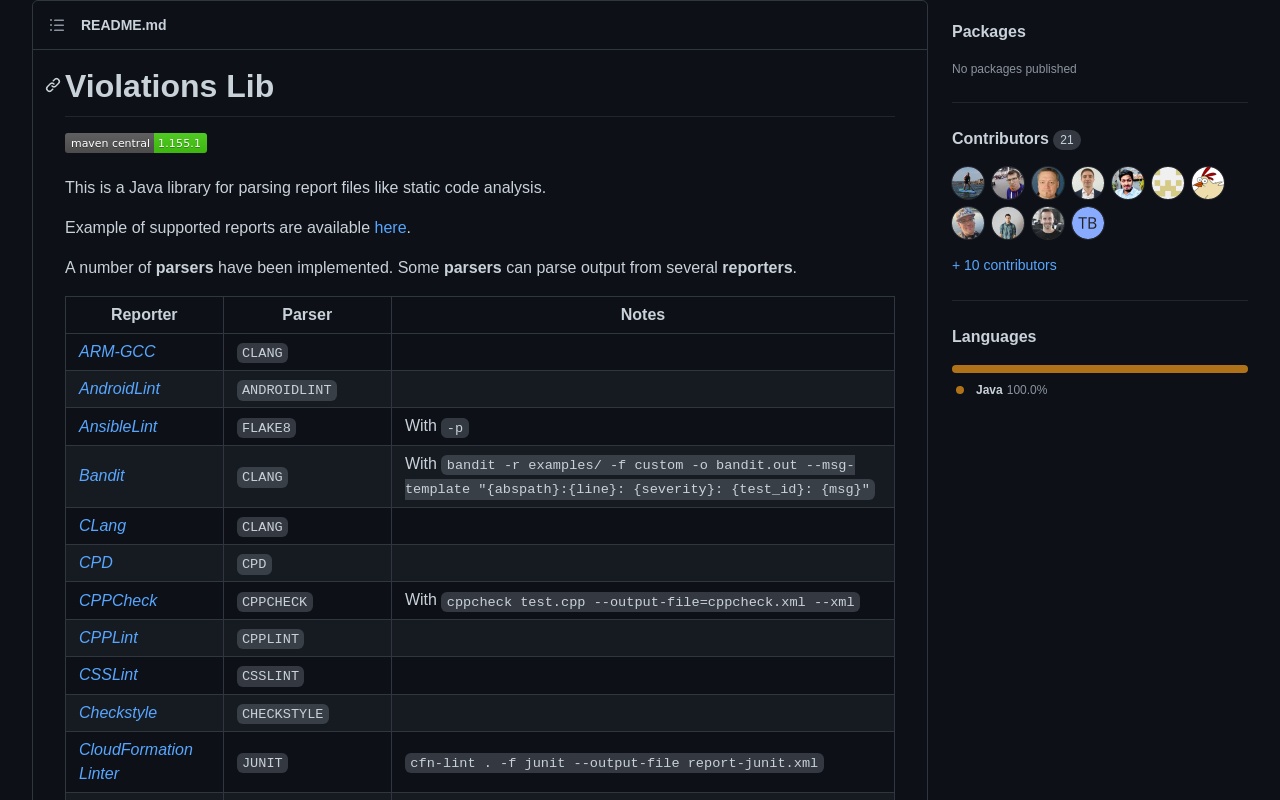 README.md
Violations Lib
maven central 1.155.1
This is a Java library for parsing report files like static code analysis.
Example of supported reports are available here.
A number of parsers have been implemented. Some parsers can parse output from several reporters.
Reporter Parser Notes
ARM-GCC CLANG
AndroidLint ANDROIDLINT
AnsibleLint FLAKE8 With -p
Bandit CLANG With bandit -r examples/ -f custom -o bandit.out --msg-
template "{abspath}:{line}: {severity}: {test_id}: {msg}"
CLang CLANG
CPD CPD
CPPCheck CPPCHECK With cppcheck test.cpp --output-file=cppcheck.xml --xml
CPPLint CPPLINT
CSSLint CSSLINT
Checkstyle CHECKSTYLE
CloudFormation
Linter JUNIT cfn-lint . -f junit --output-file report-junit.xml
Packages
No packages published
Contributors 21
TB
+ 10 contributors
Languages
Java 100.0%